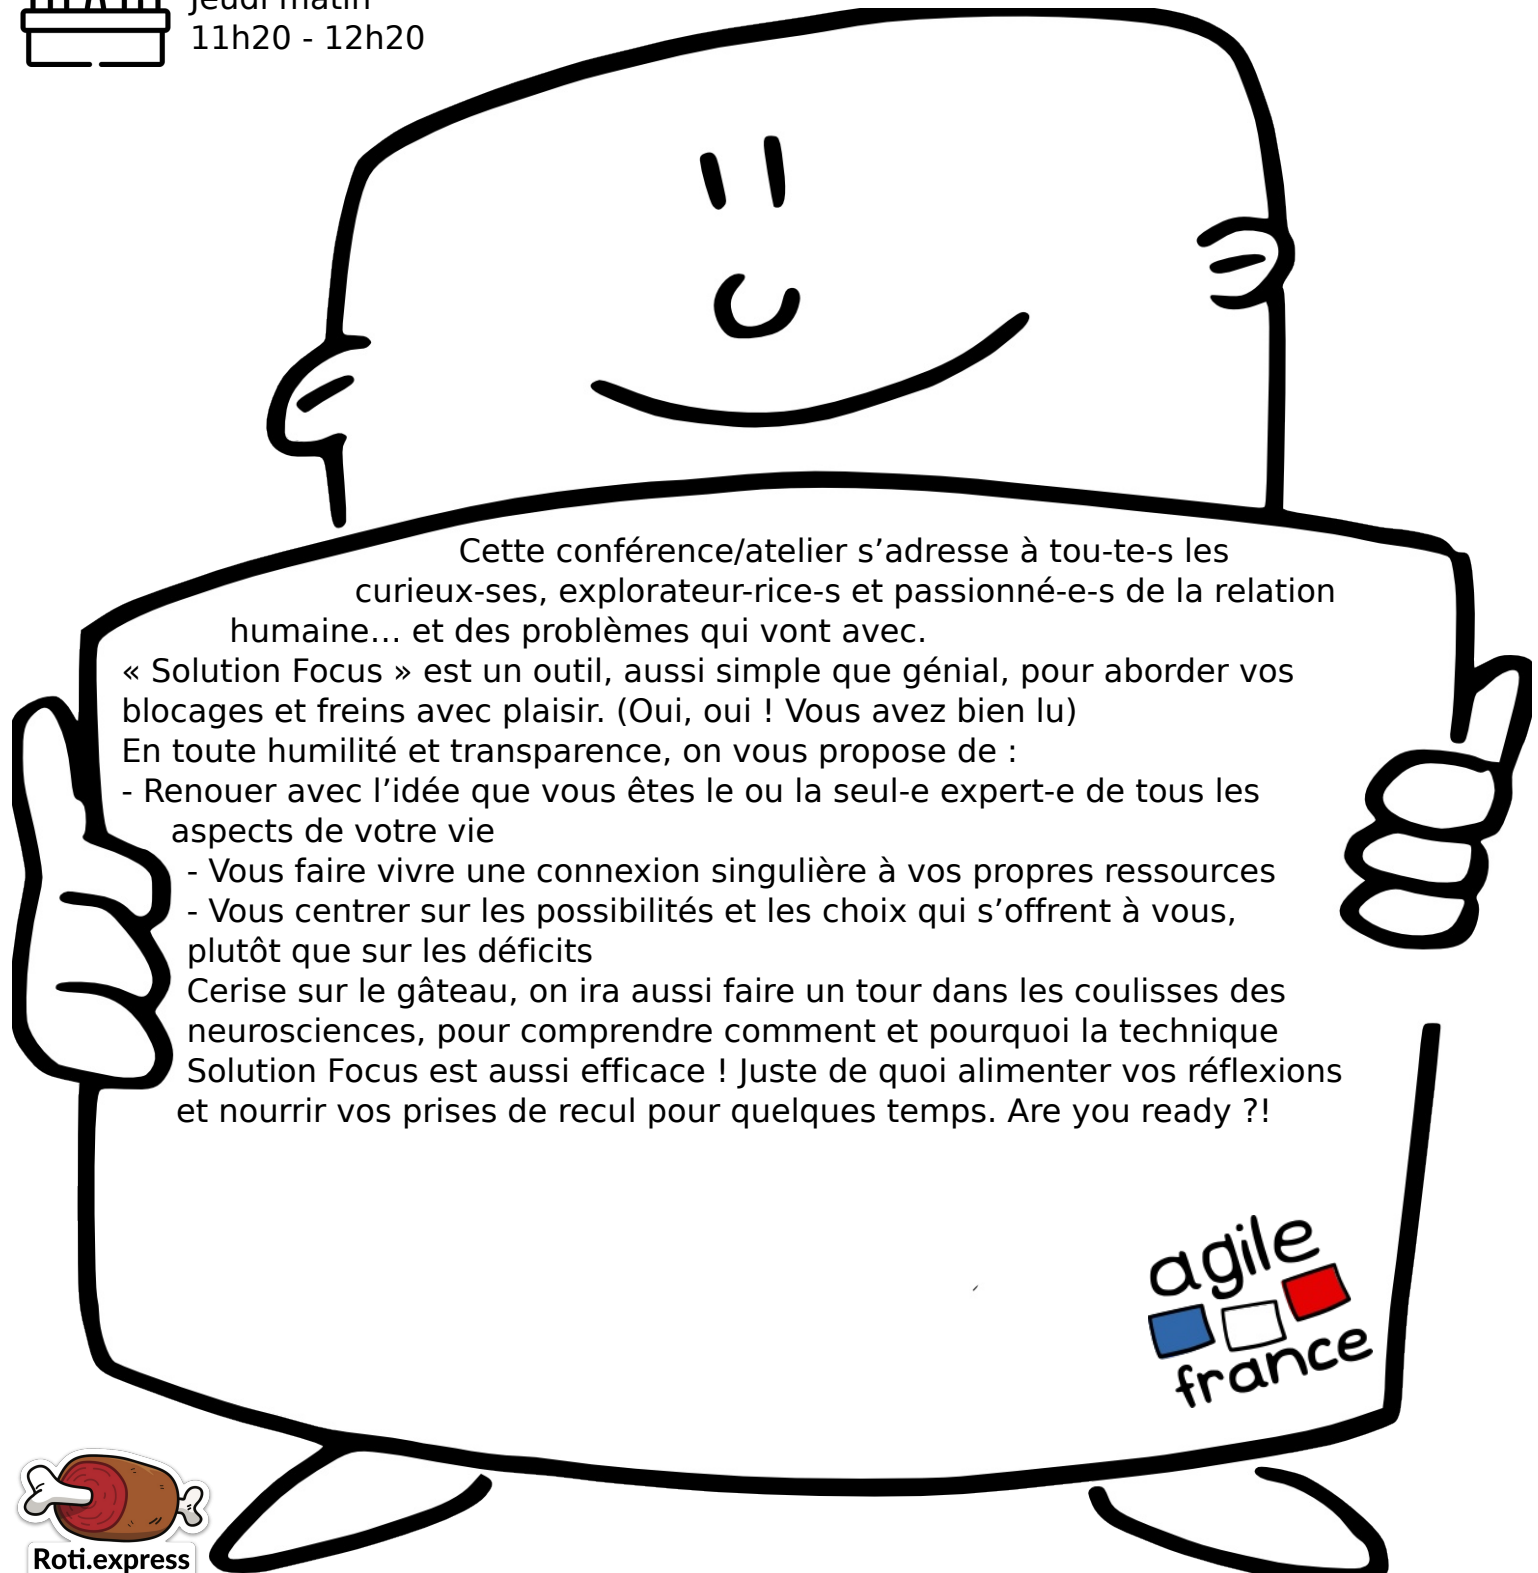 jeudi matin
11h20 - 12h20
Cette conférence/atelier s’adresse à tou-te-s les
curieux-ses, explorateur-rice-s et passionné-e-s de la relation
humaine… et des problèmes qui vont avec.
« Solution Focus » est un outil, aussi simple que génial, pour aborder vos
blocages et freins avec plaisir. (Oui, oui ! Vous avez bien lu)
En toute humilité et transparence, on vous propose de :
- Renouer avec l’idée que vous êtes le ou la seul-e expert-e de tous les
aspects de votre vie
- Vous faire vivre une connexion singulière à vos propres ressources
- Vous centrer sur les possibilités et les choix qui s’offrent à vous,
plutôt que sur les déficits
Cerise sur le gâteau, on ira aussi faire un tour dans les coulisses des
neurosciences, pour comprendre comment et pourquoi la technique
Solution Focus est aussi efficace ! Juste de quoi alimenter vos réflexions
et nourrir vos prises de recul pour quelques temps. Are you ready ?!
agile
france
Roti.express